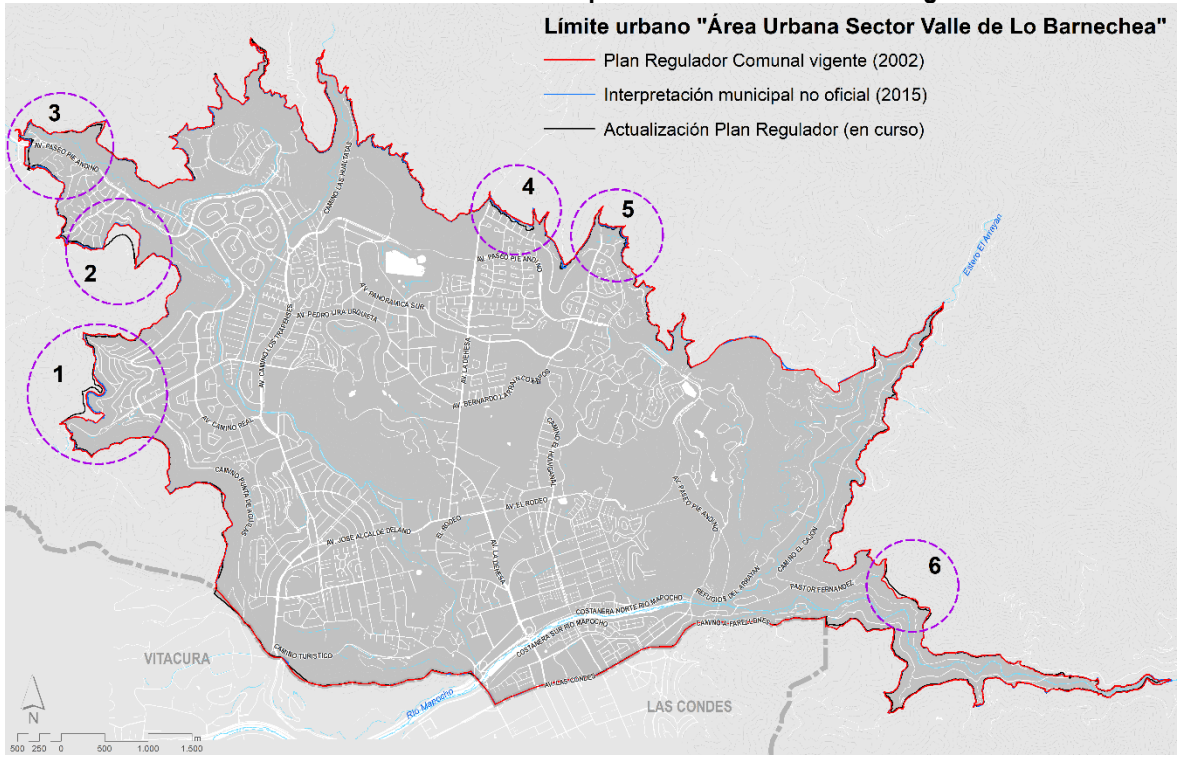 Límite urbano "Área Urbana Sector Valle de Lo Barnechea"
Plan Regulador Comunal vigente (2002)
Interpretación municipal no oficial (2015)
Actualización Plan Regulador (en curso)
3
AV. PASEO PIE ANDINO
CAMINO LAS HUALTATAS
4
5
2
AV. PASEO PIE ANDINO
Estero El Arrayan
AV. PANORAMICA SUR
AV. PEDRO LIRA URQUIETA
AV. CAMINO LOS TRAPENSES
AV. LA DEHESA
1
AV. BERNARDO LARRAIN COTAPOS
AV. CAMINO REAL
CAMINO EL HUINGANAL
CAMINO PUNTA DE AGUILAS
AV. PASEO PIE ANDINO
AV. EL RODEO
EL RODEO
AV. JOSE ALCALDE DELANO
AV. LA DEHESA
CAMINO EL CAJON
6
PASTOR FERNANDEZ
REFUGIOS DEL ARRAYAN
COSTANERA NORTE RIO MAPOCHO
COSTANERA SUR RIO MAPOCHO
CAMINO A FARELLONES
VITACURA
CAMINO TURISTICO
AV. LAS CONDES
Río Mapocho
LAS CONDES
N
500 250 0 500 1.000 1.500 m